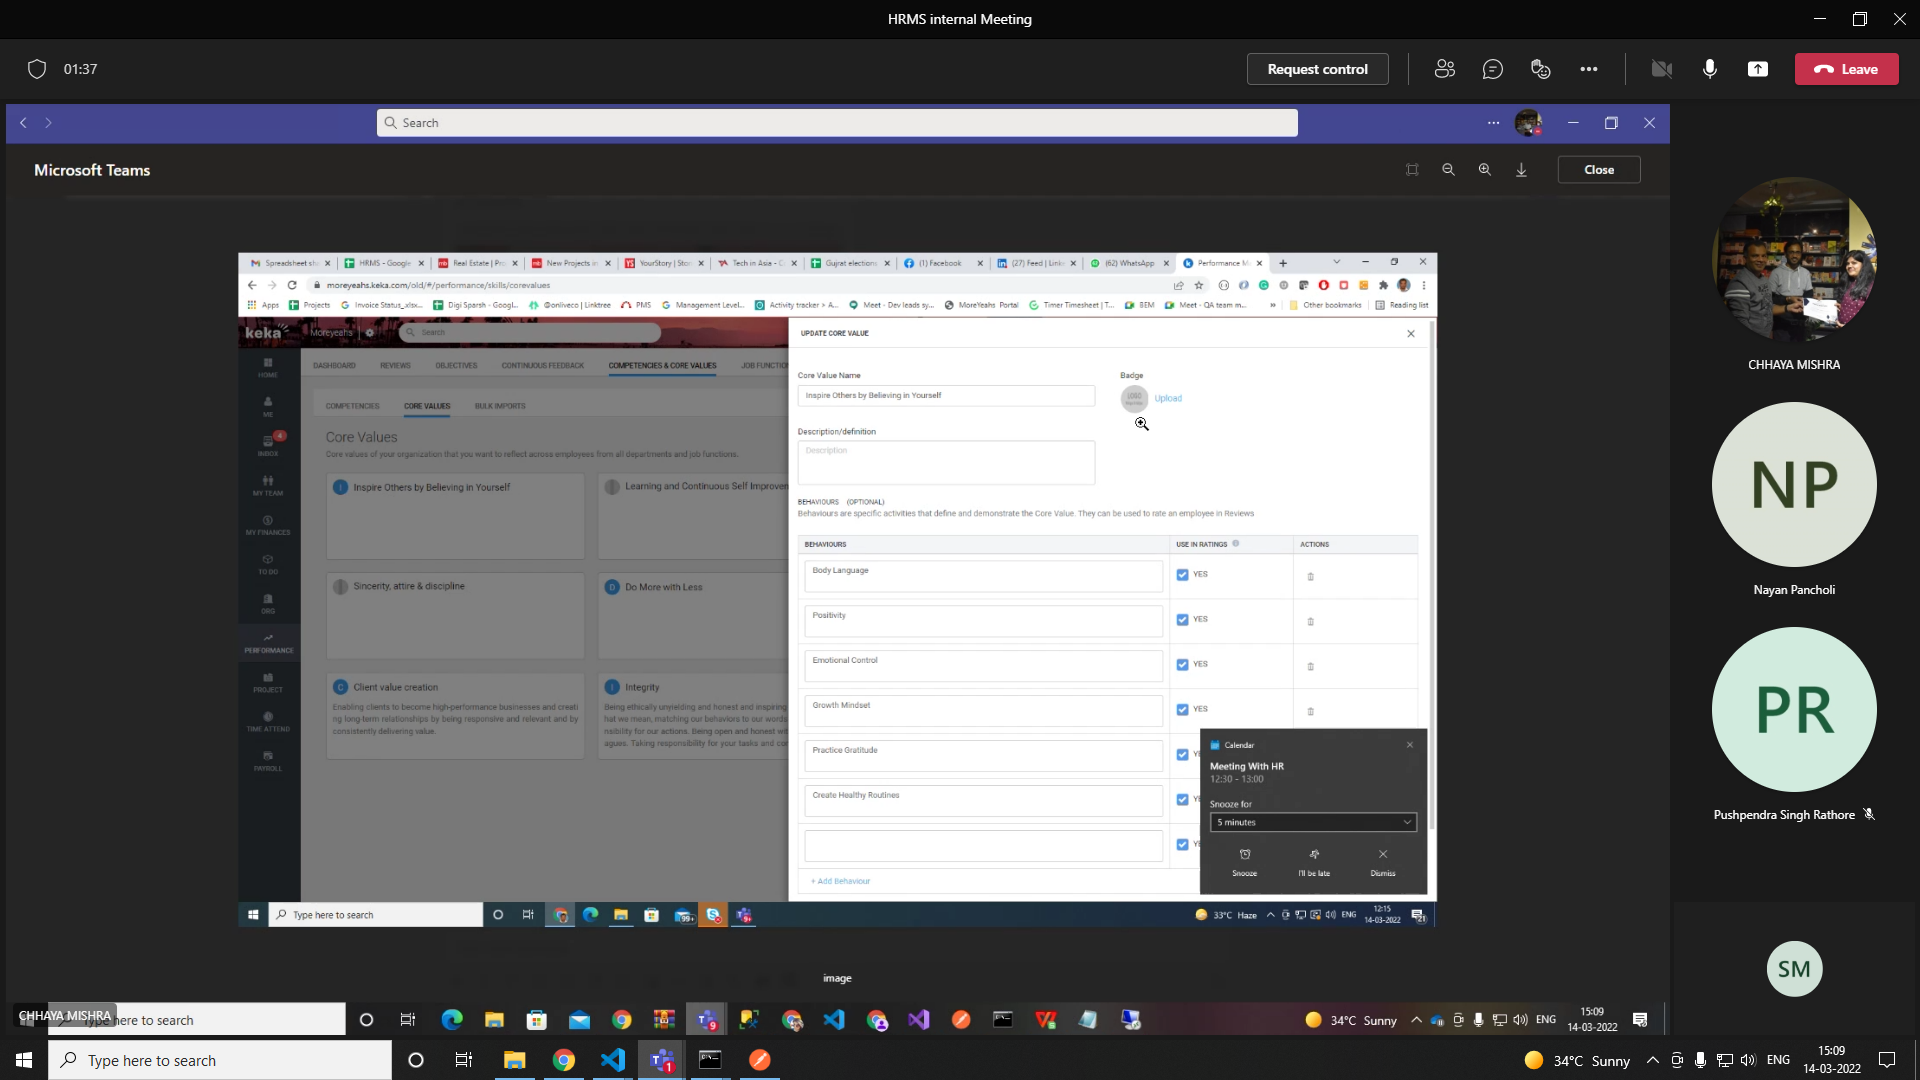 HRMS internal Meeting
01:37
Request control
Leave
Search
Microsoft Teams
Close
HRMS - Google
Real Estate | Pro
New Projects in
YourStory | Sto
Tech in Asia - C
Gujrat election
(1) Facebook
(27) Feed | Link
(62) WhatsApp
Performance M
moreyeahs.keka.com/old/#/performance/skills/corevalues
Apps
Projects
Invoice Status_xlsx...
Digi Sparsh - Googl...
@onliveco | Linktree
PMS
Management Level...
Activity tracker > A...
Meet - Dev leads sy...
MoreYeahs Portal
Timer Timesheet | T...
BEM
Meet - QA team m...
Other bookmarks
Reading list
keka
Moreyeahs
Search
HOME
ME
4
INBOX
MY TEAM
MY FINANCES
TO DO
ORG
PERFORMANCE
PROJECT
TIME ATTEND
PAYROLL
DASHBOARD
REVIEWS
OBJECTIVES
CONTINUOUS FEEDBACK
COMPETENCIES & CORE VALUES
JOB FUNCTION
COMPETENCIES
CORE VALUES
BULK IMPORTS
Core Values
Core values of your organization that you want to reflect across employees from all departments and job functions.
I
Inspire Others by Believing in Yourself
Learning and Continuous Self Improvem
Sincerity, attire & discipline
D
Do More with Less
C
Client value creation
Enabling clients to become high-performance businesses and creati
ng long-term relationships by being responsive and relevant and by
consistently delivering value.
I
Integrity
Being ethically unyielding and honest and inspiring
hat we mean, matching our behaviors to our words
nsibility for our actions. Being open and honest wi
agues. Taking responsibility for your tasks and co
UPDATE CORE VALUE
Core Value Name
Inspire Others by Believing in Yourself
Badge
LOGO
Upload
Description/definition
Description
BEHAVIOURS (OPTIONAL)
Behaviours are specific activities that define and demonstrate the Core Value. They can be used to rate an employee in Reviews
BEHAVIOURS
USE IN RATINGS
ACTIONS
Body Language
YES
Positivity
YES
Emotional Control
YES
Growth Mindset
YES
Practice Gratitude
Create Healthy Routines
+ Add Behaviour
Calendar
Meeting With HR
12:30 - 13:00
Snooze for
5 minutes
Snooze
I'll be late
Dismiss
Type here to search
99+
33°C Haze
ENG
12:15
14-03-2022
21
image
CHHAYA MISHRA
NP
Nayan Pancholi
PR
Pushpendra Singh Rathore
SM
CHHAYA MISHRA
Type here to search
9
34°C Sunny
ENG
15:09
14-03-2022
Type here to search
1
34°C Sunny
ENG
15:09
14-03-2022